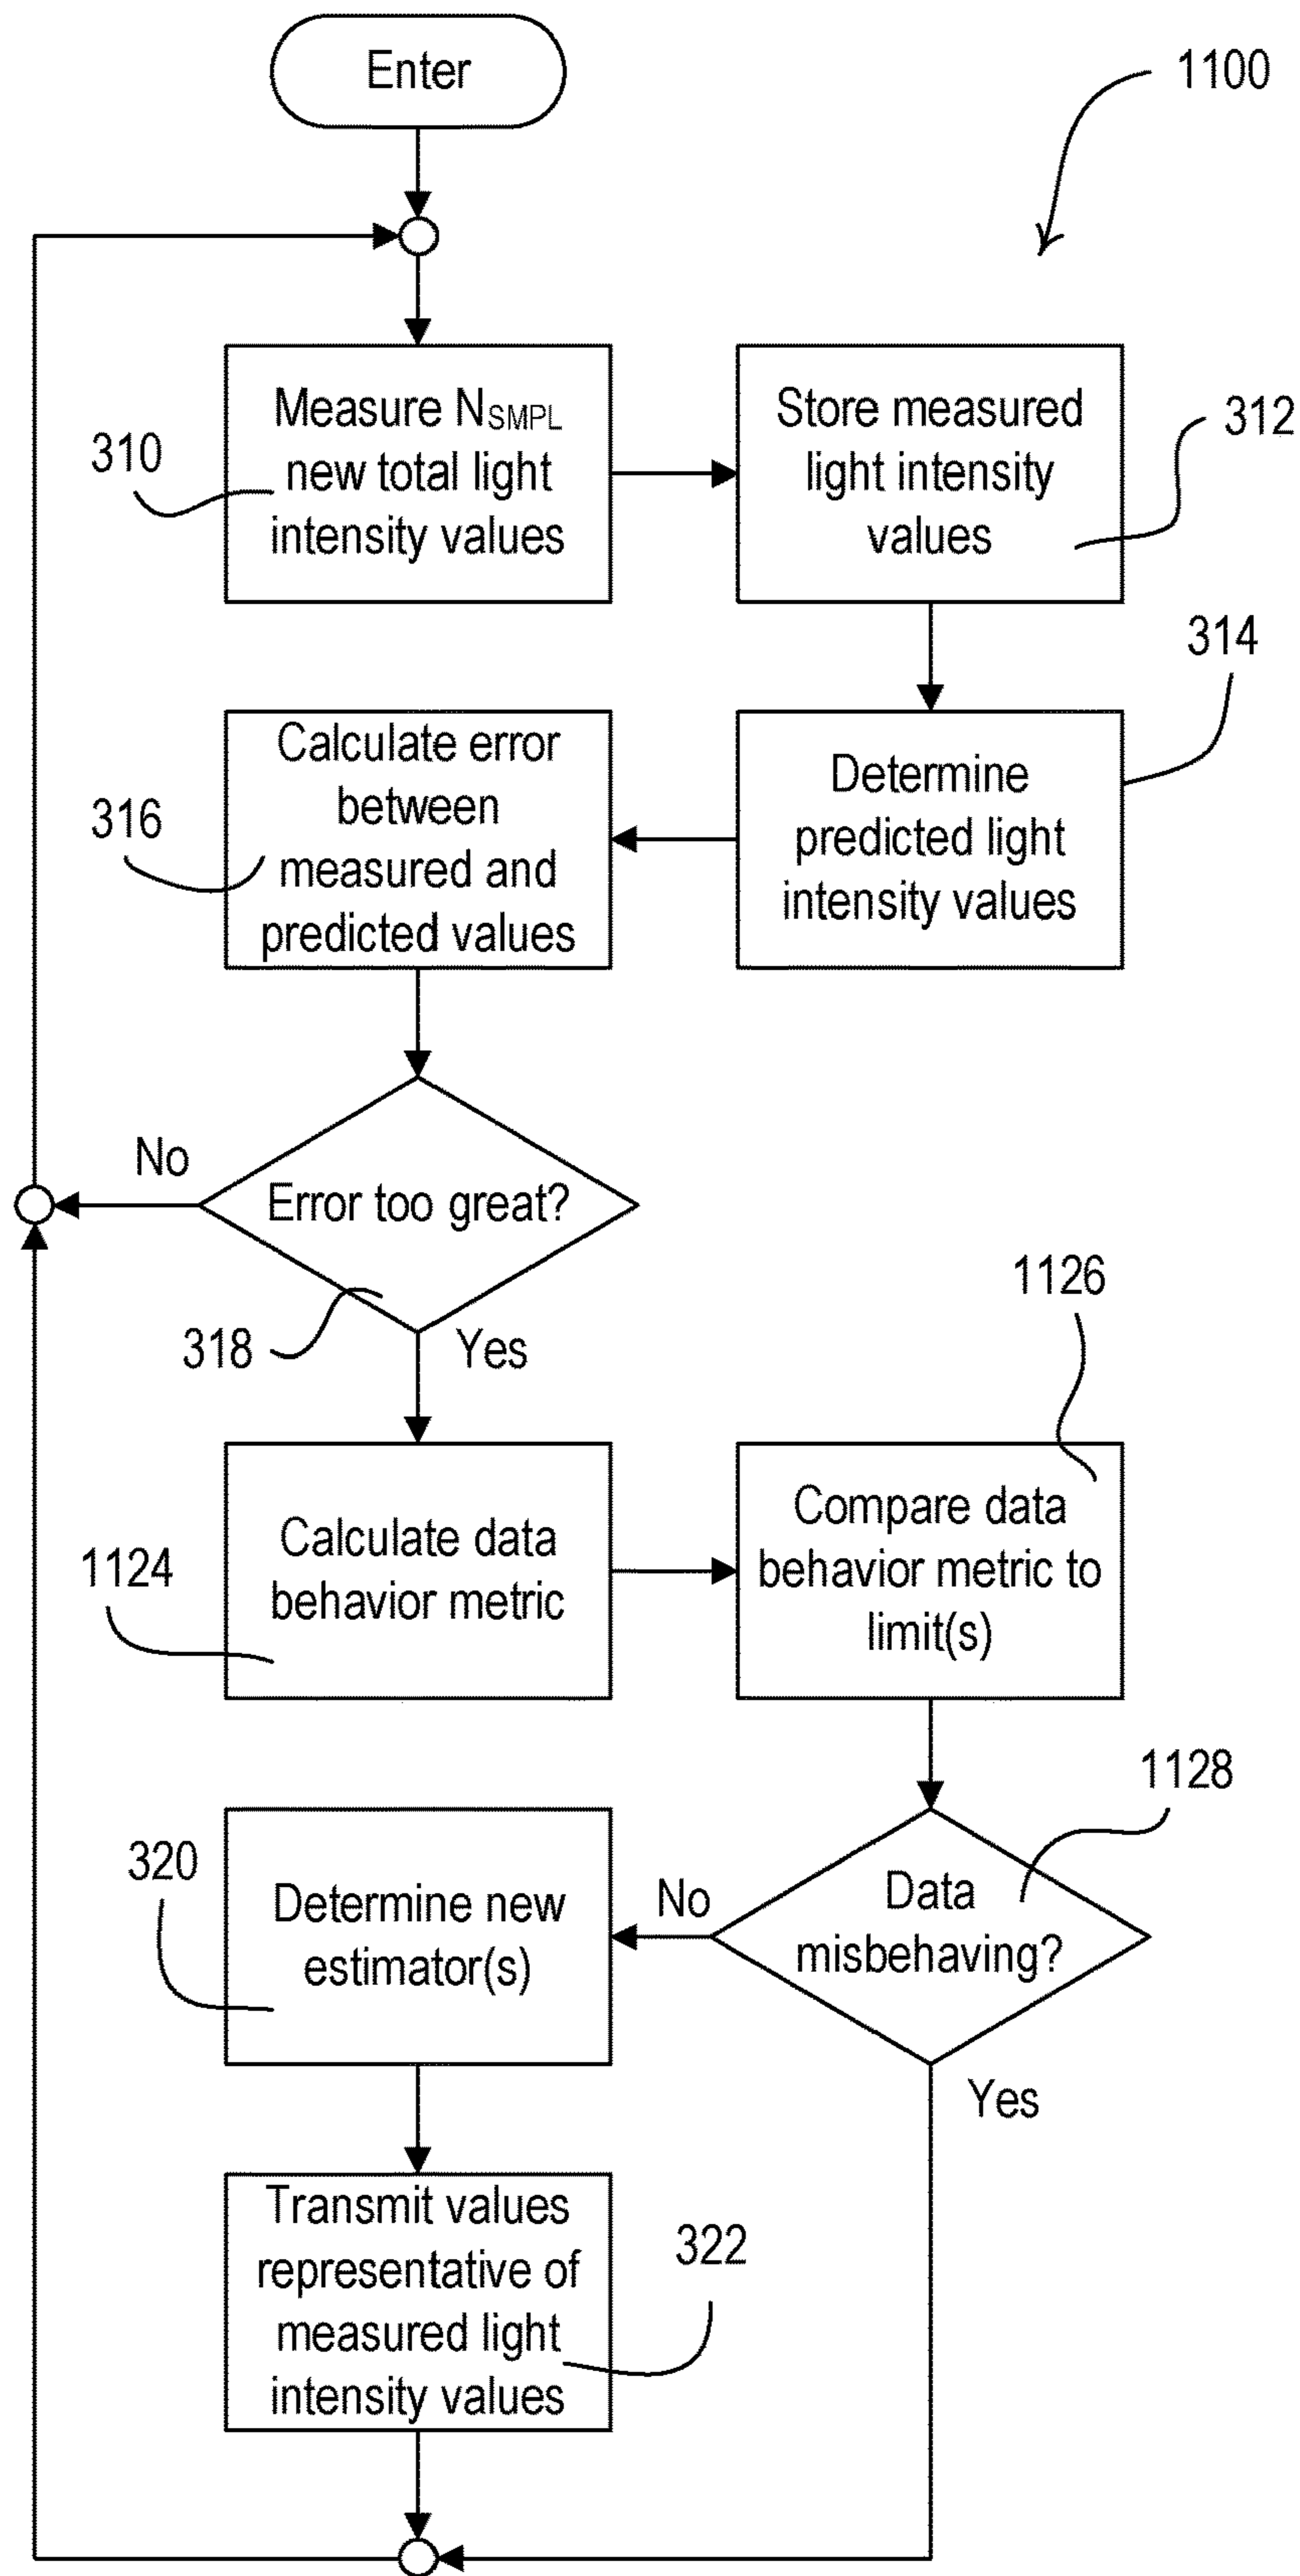 Enter
1100
Measure NSMPL
new total light
intensity values
310
Store measured
light intensity
values
312
314
Calculate error
between
measured and
predicted values
316
Determine
predicted light
intensity values
No
Error too great?
318
Yes
1126
Calculate data
behavior metric
1124
Compare data
behavior metric to
limit(s)
1128
320
Determine new
estimator(s)
No
Data
misbehaving?
Yes
Transmit values
representative of
measured light
intensity values
322